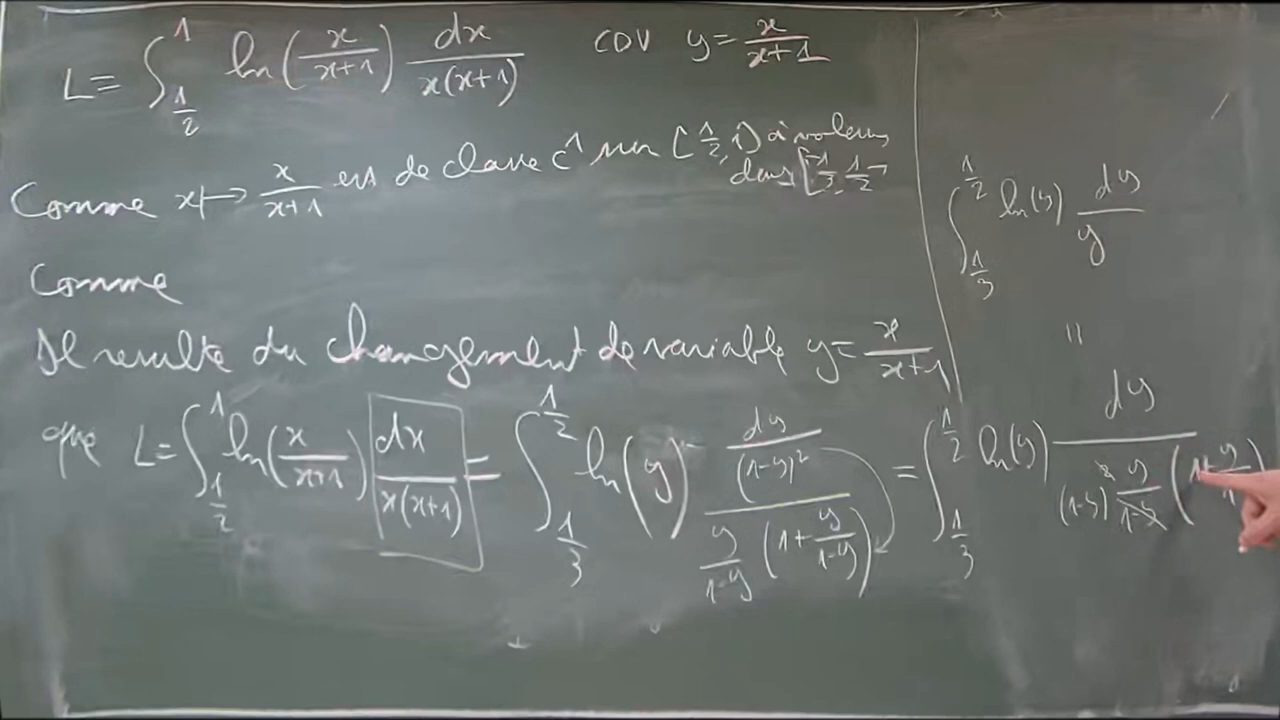 L = ∫_{1/2}^{1} ln(x/(x+1)) dx/(x(x+1)) CDV y = x/(x+1)
Comme x ↦ x/(x+1) est de classe C^1 sur [1/2, 1] à valeurs
dans [1/3, 1/2]
Comme
Il resulte du changement de variable y = x/(x+1)
que L = ∫_{1/2}^{1} ln(x/(x+1)) dx/(x(x+1)) = ∫_{1/3}^{1/2} ln(y) (dy/(1-y)^2)/((y/(1-y))(1+y/(1-y))) = ∫_{1/3}^{1/2} ln(y) dy/((1-y)^2 (y/(1-y))(1+y/1
∫_{1/3}^{1/2} ln(y) dy/y
=